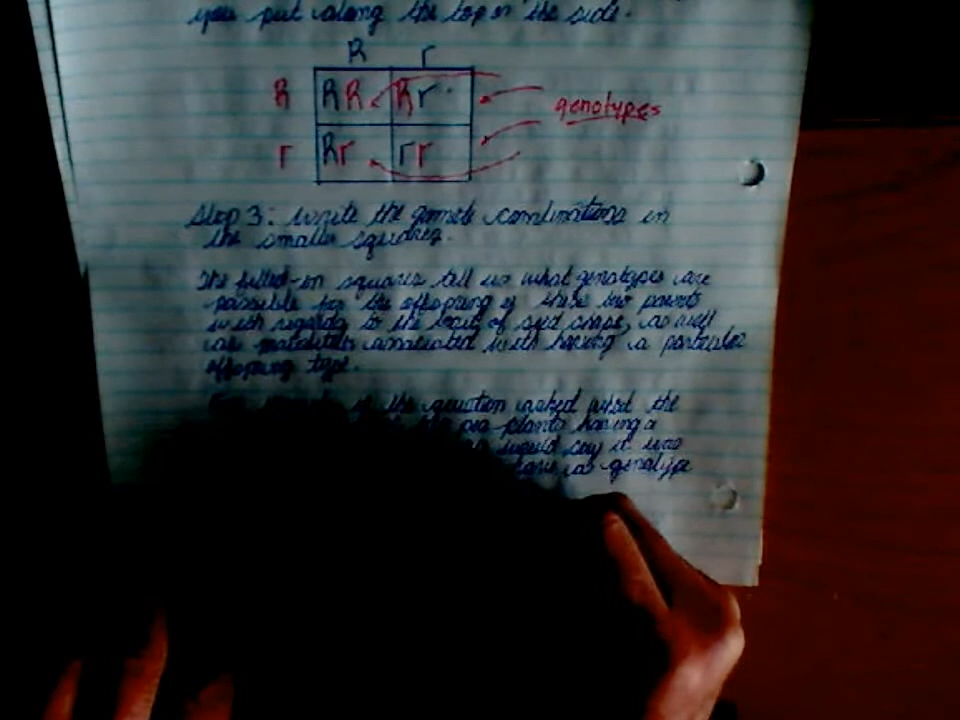 you put along the top or the side.
R r
R RR Rr genotypes
r Rr rr
Step 3: Write the gamete combinations in
the smaller squares.
The filled-in squares tell us what genotypes are
possible for the offspring of these two parents
with regards to the trait of seed shape, as well
as associated with having a particular
offspring type.
of the question asked what the
pea plants having a
would say it was
genotype